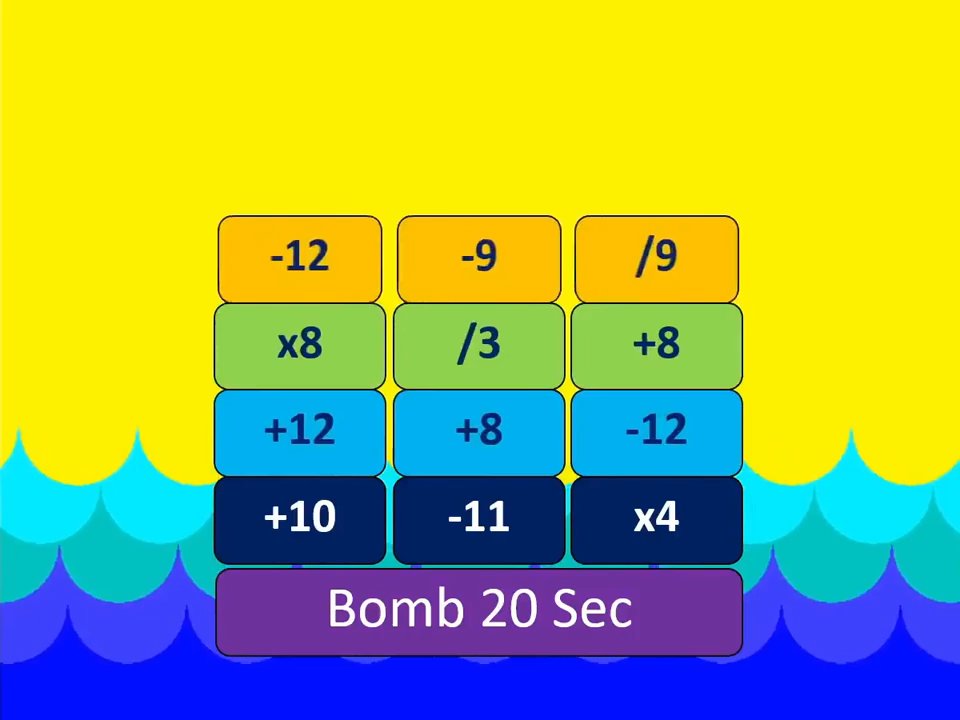 -12 -9 /9
x8 /3 +8
+12 +8 -12
+10 -11 x4
Bomb 20 Sec